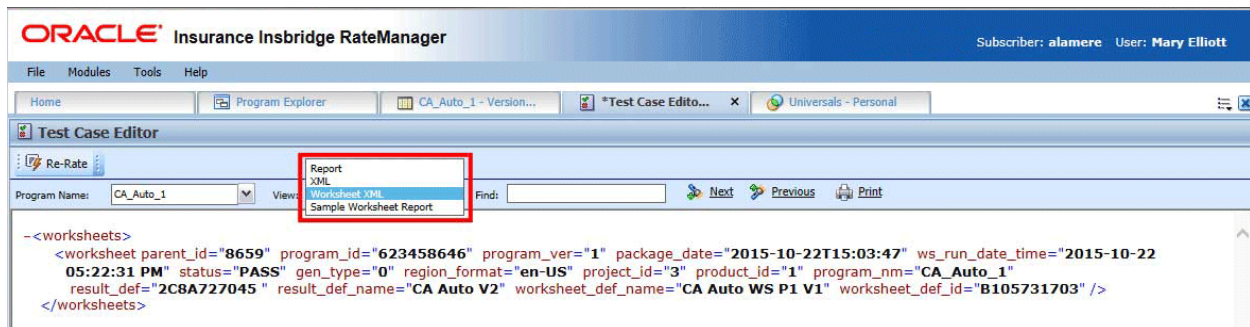 ORACLE® Insurance Insbridge RateManager
Subscriber: alamere User: Mary Elliott
File Modules Tools Help
Home Program Explorer CA_Auto_1 - Version... *Test Case Edito... x Universals - Personal
Test Case Editor
Re-Rate
Report
XML
Program Name: CA_Auto_1 View: Worksheet XML Find: Next Previous Print
Sample Worksheet Report
-<worksheets>
<worksheet parent_id="8659" program_id="623458646" program_ver="1" package_date="2015-10-22T15:03:47" ws_run_date_time="2015-10-22
05:22:31 PM" status="PASS" gen_type="0" region_format="en-US" project_id="3" product_id="1" program_nm="CA_Auto_1"
result_def="2C8A727045 " result_def_name="CA Auto V2" worksheet_def_name="CA Auto WS P1 V1" worksheet_def_id="B105731703" />
</worksheets>